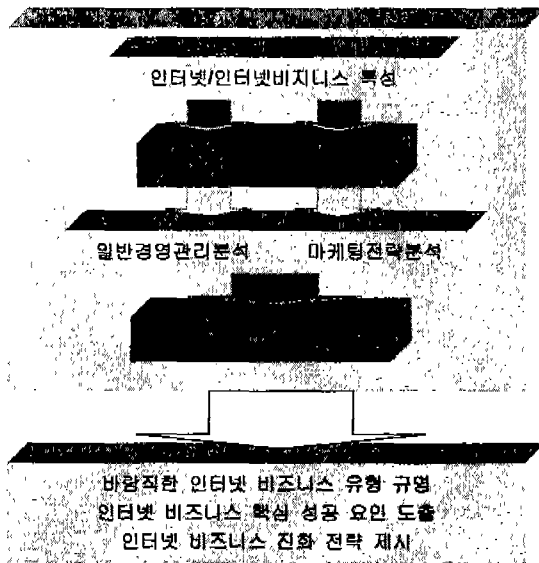 인터넷/인터넷비지니스 특성
일반경영관리분석 마케팅전략분석
바람직한 인터넷 비즈니스 유형 규명
인터넷 비즈니스 핵심 성공 요인 도출
인터넷 비즈니스 진화 전략 제시